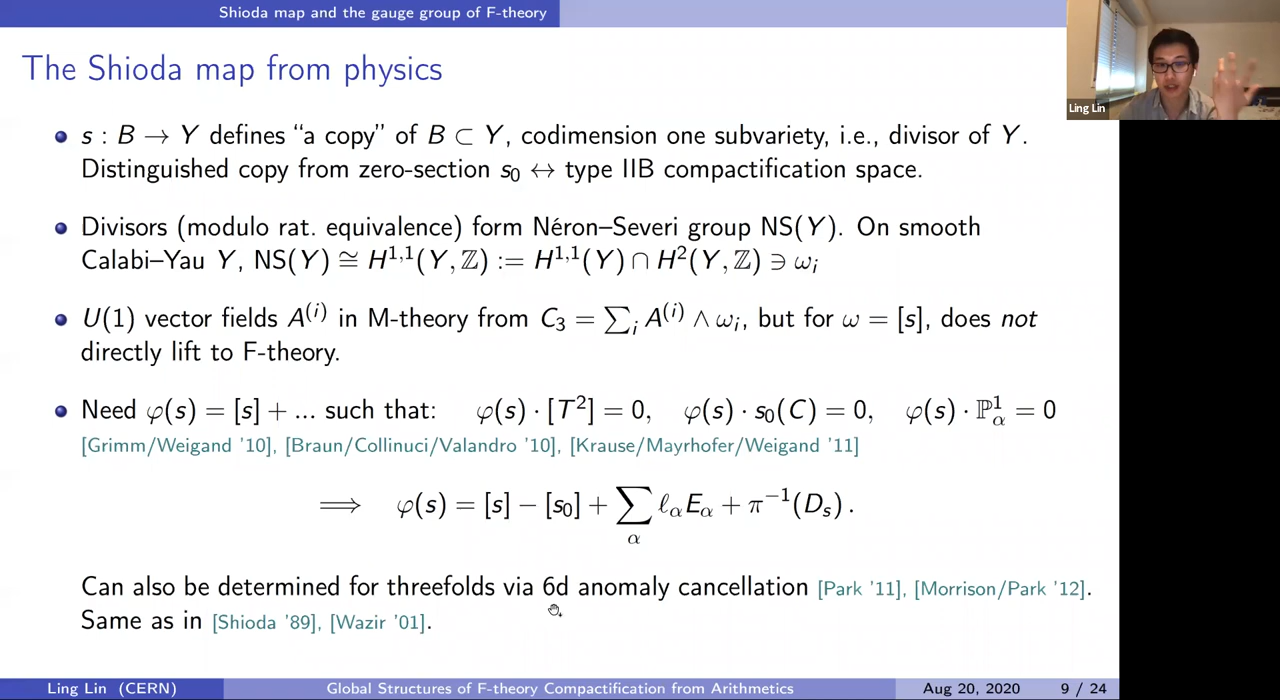 Shioda map and the gauge group of F-theory
The Shioda map from physics
Ling Lin
s : B → Y defines “a copy” of B ⊂ Y, codimension one subvariety, i.e., divisor of Y.
Distinguished copy from zero-section s₀ ↔ type IIB compactification space.
Divisors (modulo rat. equivalence) form Néron–Severi group NS(Y). On smooth
Calabi–Yau Y, NS(Y) ≅ H^{1,1}(Y, ℤ) := H^{1,1}(Y) ∩ H²(Y, ℤ) ∋ ω_i
U(1) vector fields A^{(i)} in M-theory from C₃ = ∑_i A^{(i)} ∧ ω_i, but for ω = [s], does not
directly lift to F-theory.
Need φ(s) = [s] + ... such that: φ(s) · [T²] = 0, φ(s) · s₀(C) = 0, φ(s) · ℙ¹_α = 0
[Grimm/Weigand '10], [Braun/Collinuci/Valandro '10], [Krause/Mayrhofer/Weigand '11]
⟹ φ(s) = [s] − [s₀] + ∑_α ℓ_α E_α + π⁻¹(D_s) .
Can also be determined for threefolds via 6d anomaly cancellation [Park '11], [Morrison/Park '12].
Same as in [Shioda '89], [Wazir '01].
Ling Lin (CERN) Global Structures of F-theory Compactification from Arithmetics Aug 20, 2020 9 / 24